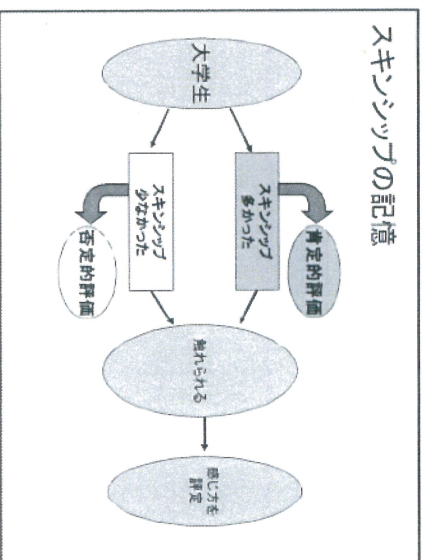 スキンシップの記憶
大学生
スキンシップ
多かった
肯定的評価
スキンシップ
少なかった
否定的評価
触れられる
感じ方を
評定